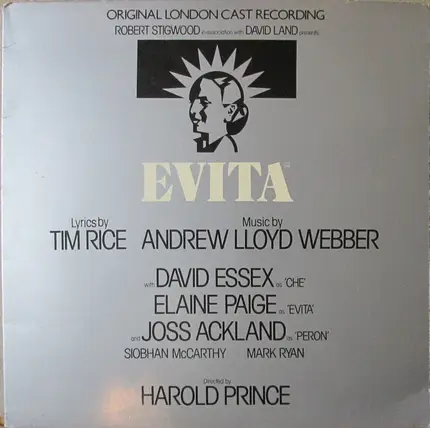 ORIGINAL LONDON CAST RECORDING
ROBERT STIGWOOD in association with DAVID LAND presents
EVITA
Lyrics by
TIM RICE
Music by
ANDREW LLOYD WEBBER
with DAVID ESSEX as 'CHE'
ELAINE PAIGE as 'EVITA'
and JOSS ACKLAND as 'PERON'
SIOBHAN McCARTHY MARK RYAN
Directed by
HAROLD PRINCE